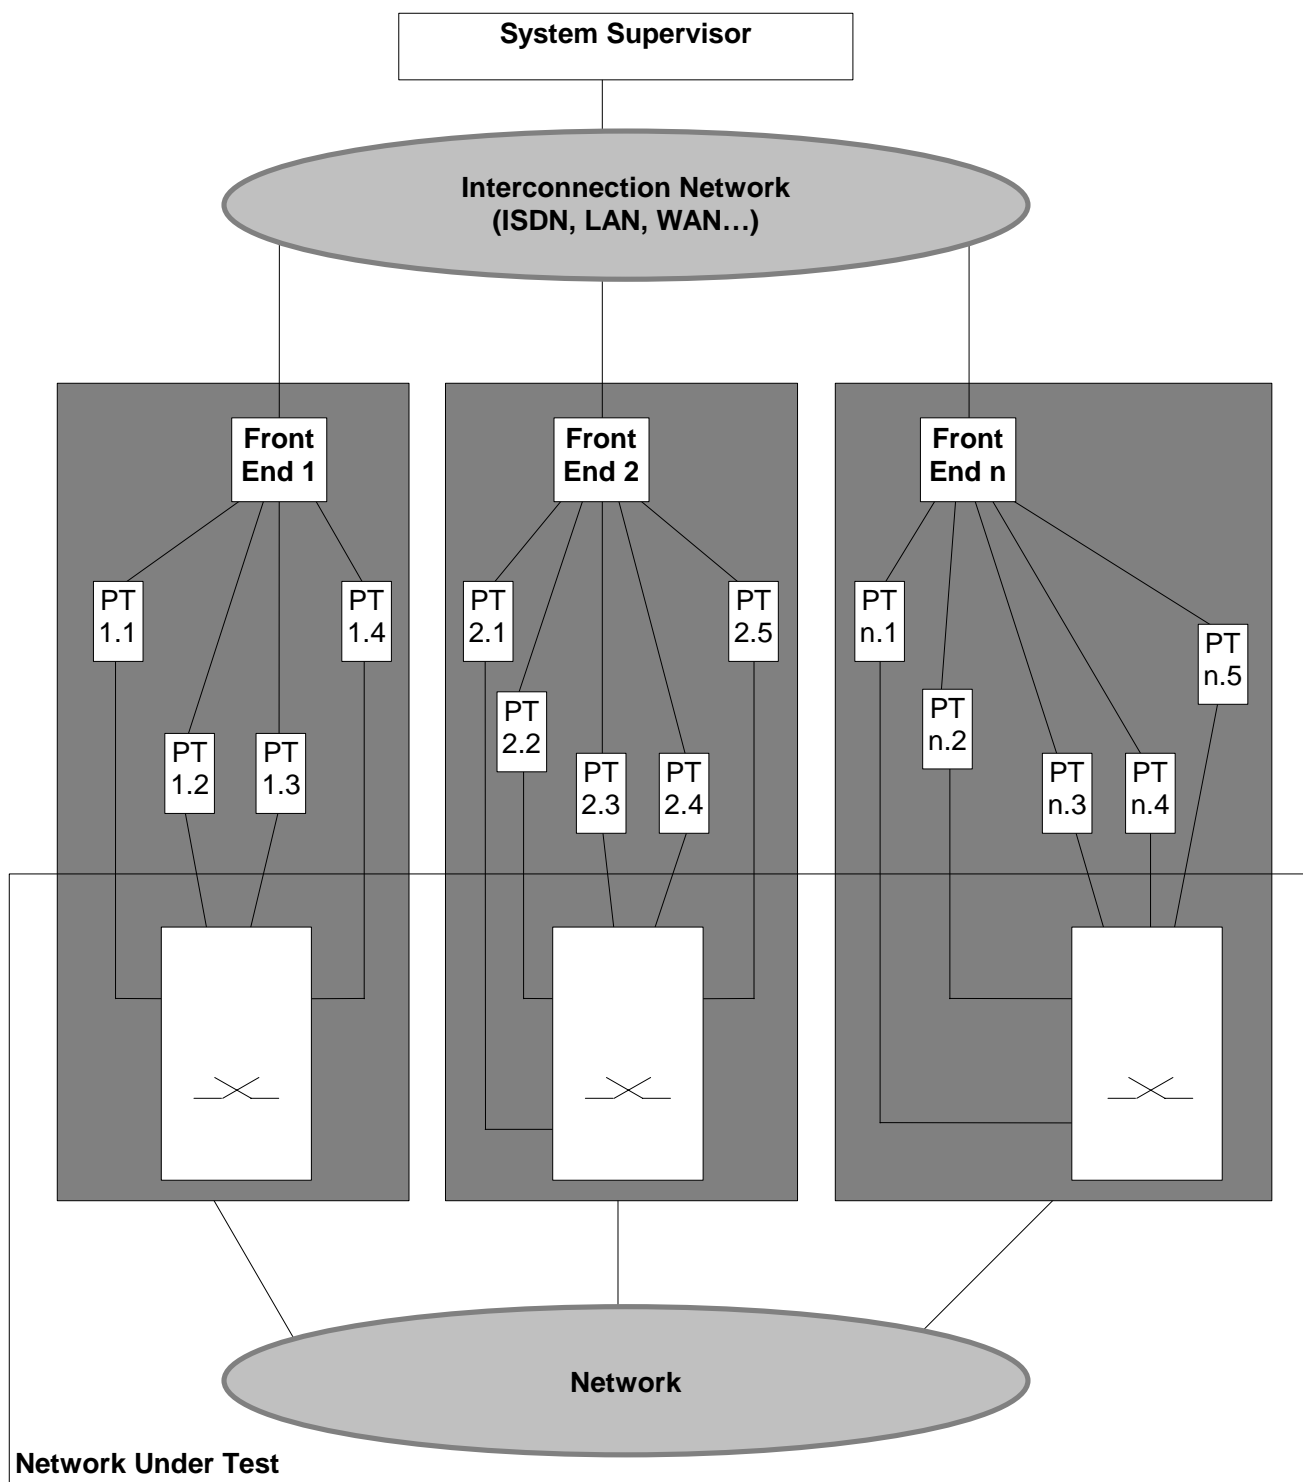 System Supervisor
Interconnection Network
(ISDN, LAN, WAN…)
Front
End 1
Front
End 2
Front
End n
PT
1.1
PT
1.4
PT
2.1
PT
2.5
PT
n.1
PT
n.5
PT
1.2
PT
1.3
PT
2.2
PT
2.3
PT
2.4
PT
n.2
PT
n.3
PT
n.4
Network
Network Under Test